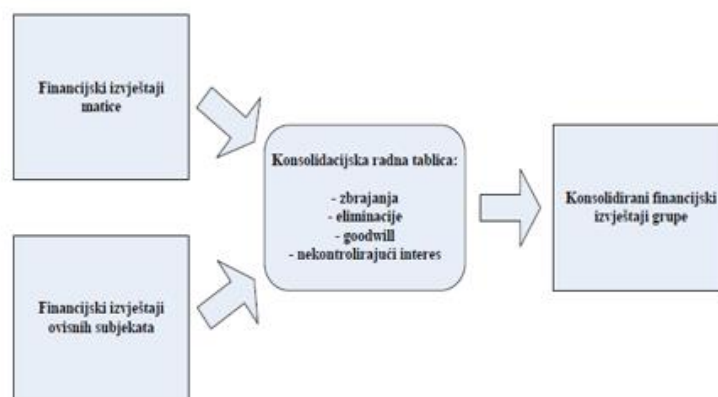 Financijski izvještaji
matice
Financijski izvještaji
ovisnih subjekata
Konsolidacijska radna tablica:
- zbrajanja
- eliminacije
- goodwill
- nekontrolirajući interes
Konsolidirani financijski
izvještaji grupe